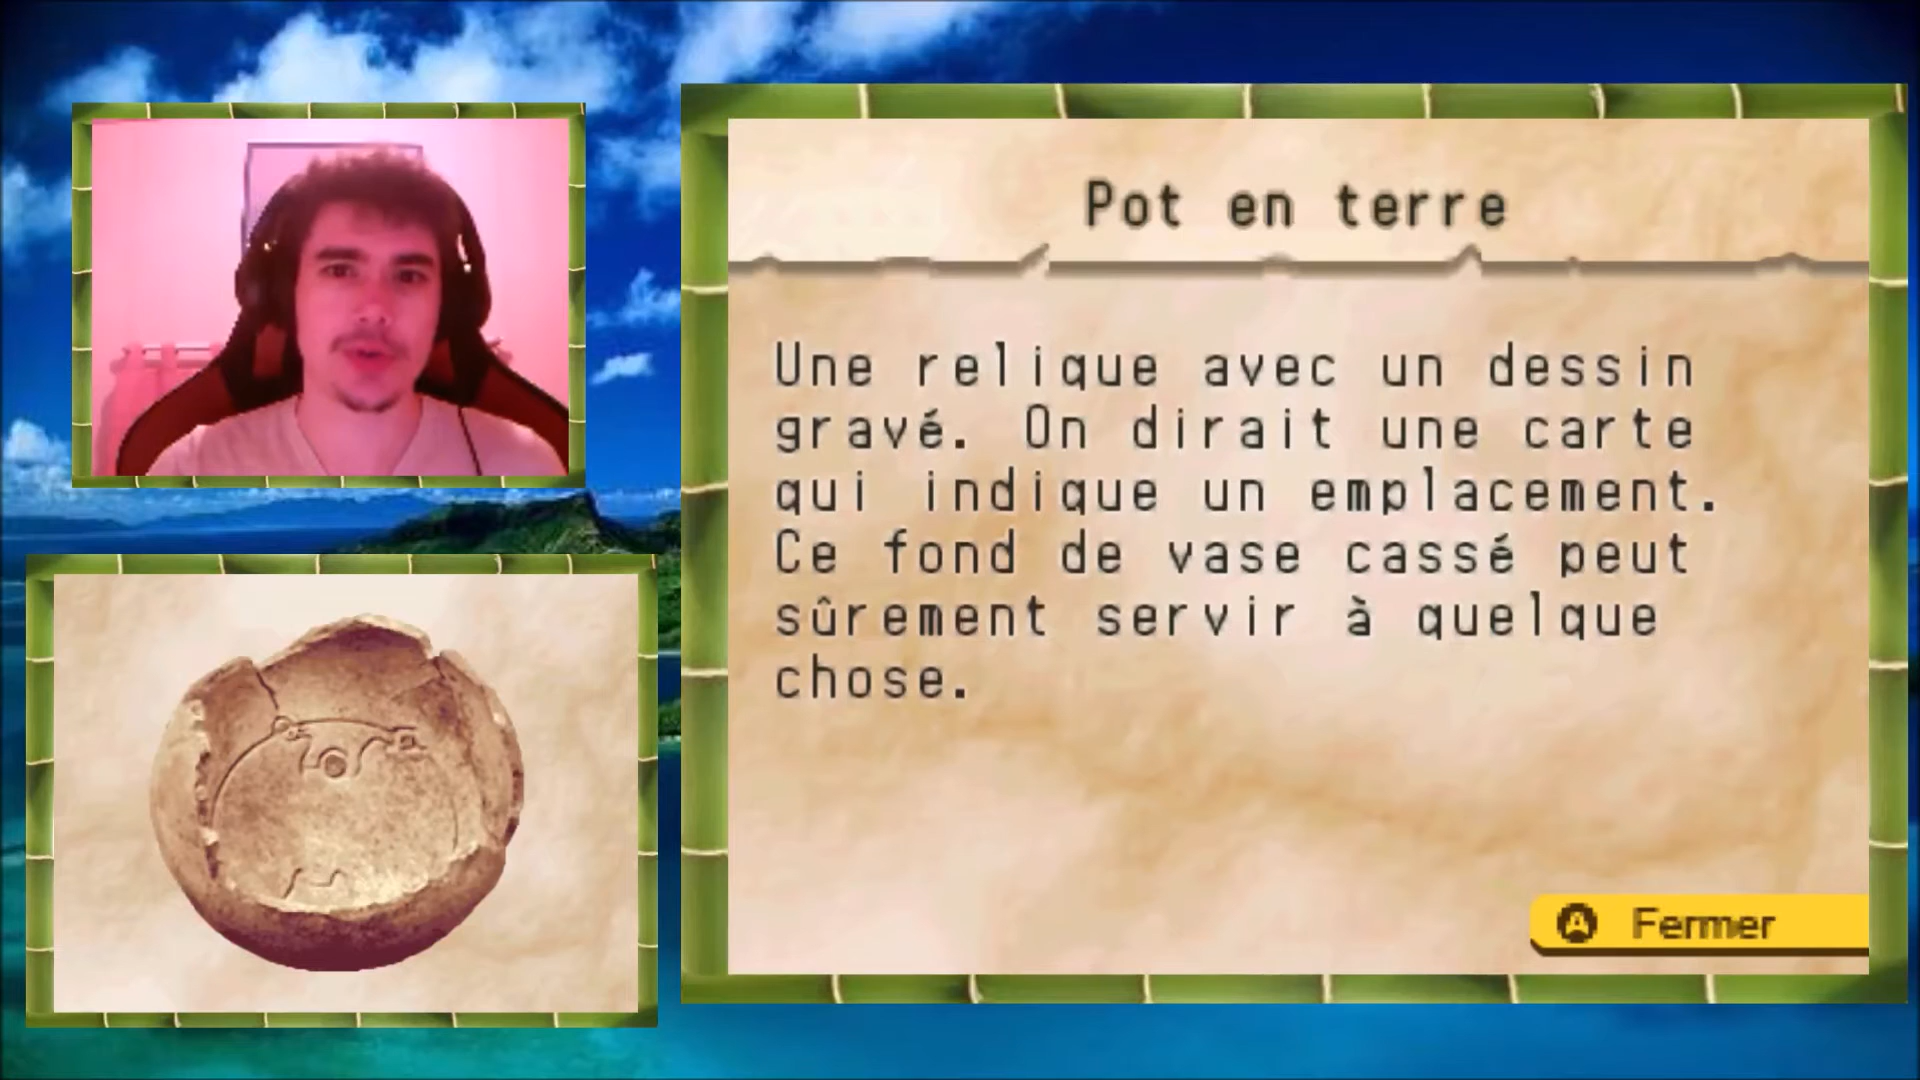 Pot en terre
Une relique avec un dessin
gravé. On dirait une carte
qui indique un emplacement.
Ce fond de vase cassé peut
sûrement servir à quelque
chose.
A Fermer